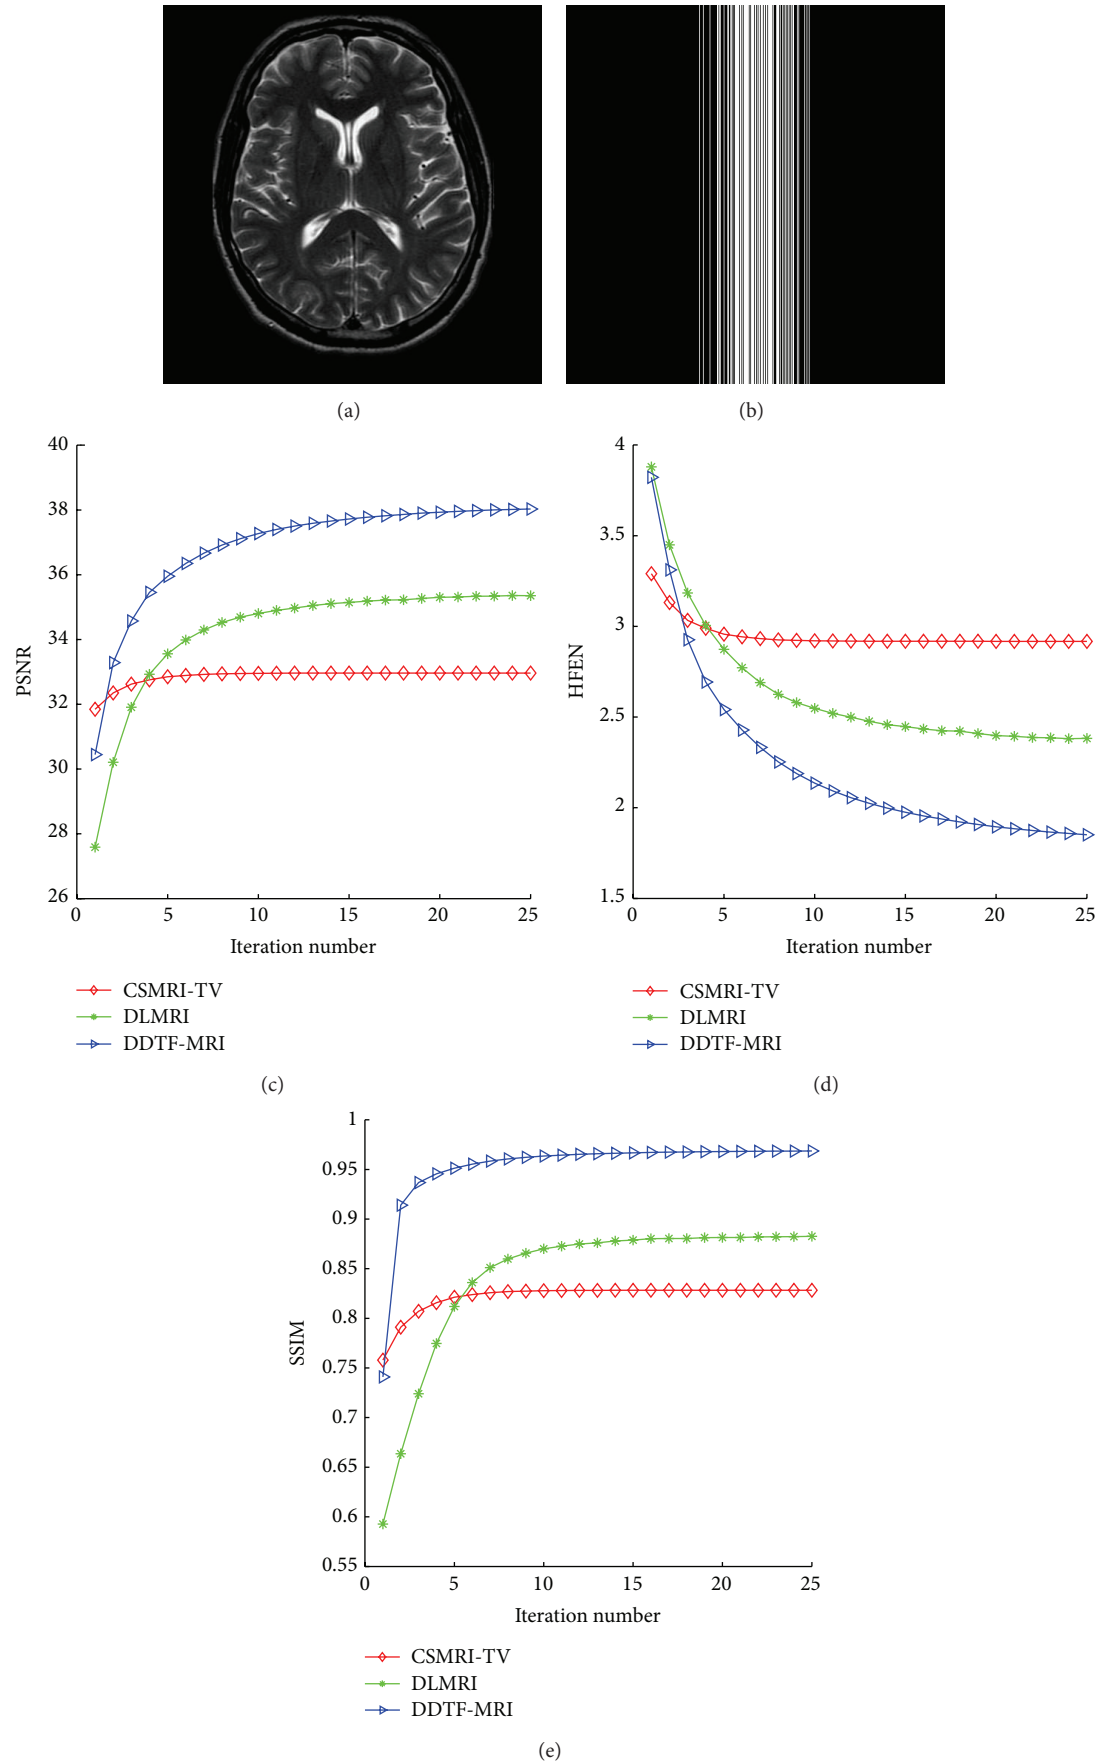 (a)
(b)
40
38
36
34
32
30
28
26
PSNR
0
5
10
15
20
25
Iteration number
CSMRI-TV
DLMRI
DDTF-MRI
(c)
4
3.5
3
2.5
2
1.5
HFEN
0
5
10
15
20
25
Iteration number
CSMRI-TV
DLMRI
DDTF-MRI
(d)
1
0.95
0.9
0.85
0.8
0.75
0.7
0.65
0.6
0.55
SSIM
0
5
10
15
20
25
Iteration number
CSMRI-TV
DLMRI
DDTF-MRI
(e)